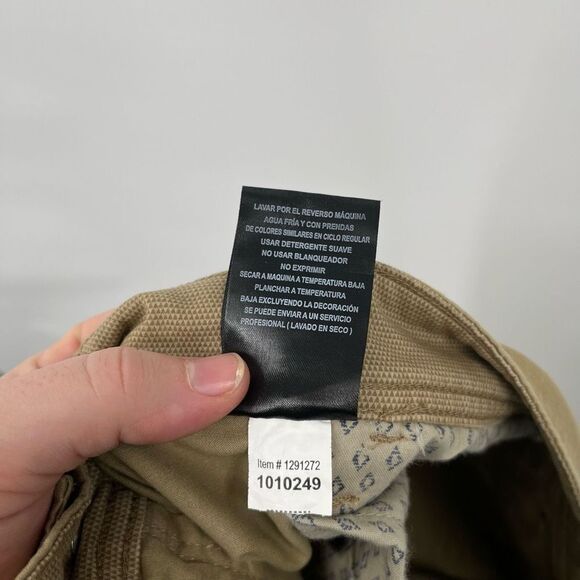 LAVAR POR EL REVERSO MÁQUINA
AGUA FRÍA Y CON PRENDAS
DE COLORES SIMILARES EN CICLO REGULAR
USAR DETERGENTE SUAVE
NO USAR BLANQUEADOR
NO EXPRIMIR
SECAR A MAQUINA A TEMPERATURA BAJA
PLANCHAR A TEMPERATURA
BAJA EXCLUYENDO LA DECORACIÓN
SE PUEDE ENVIAR A UN SERVICIO
PROFESIONAL ( LAVADO EN SECO )
Item # 1291272
1010249